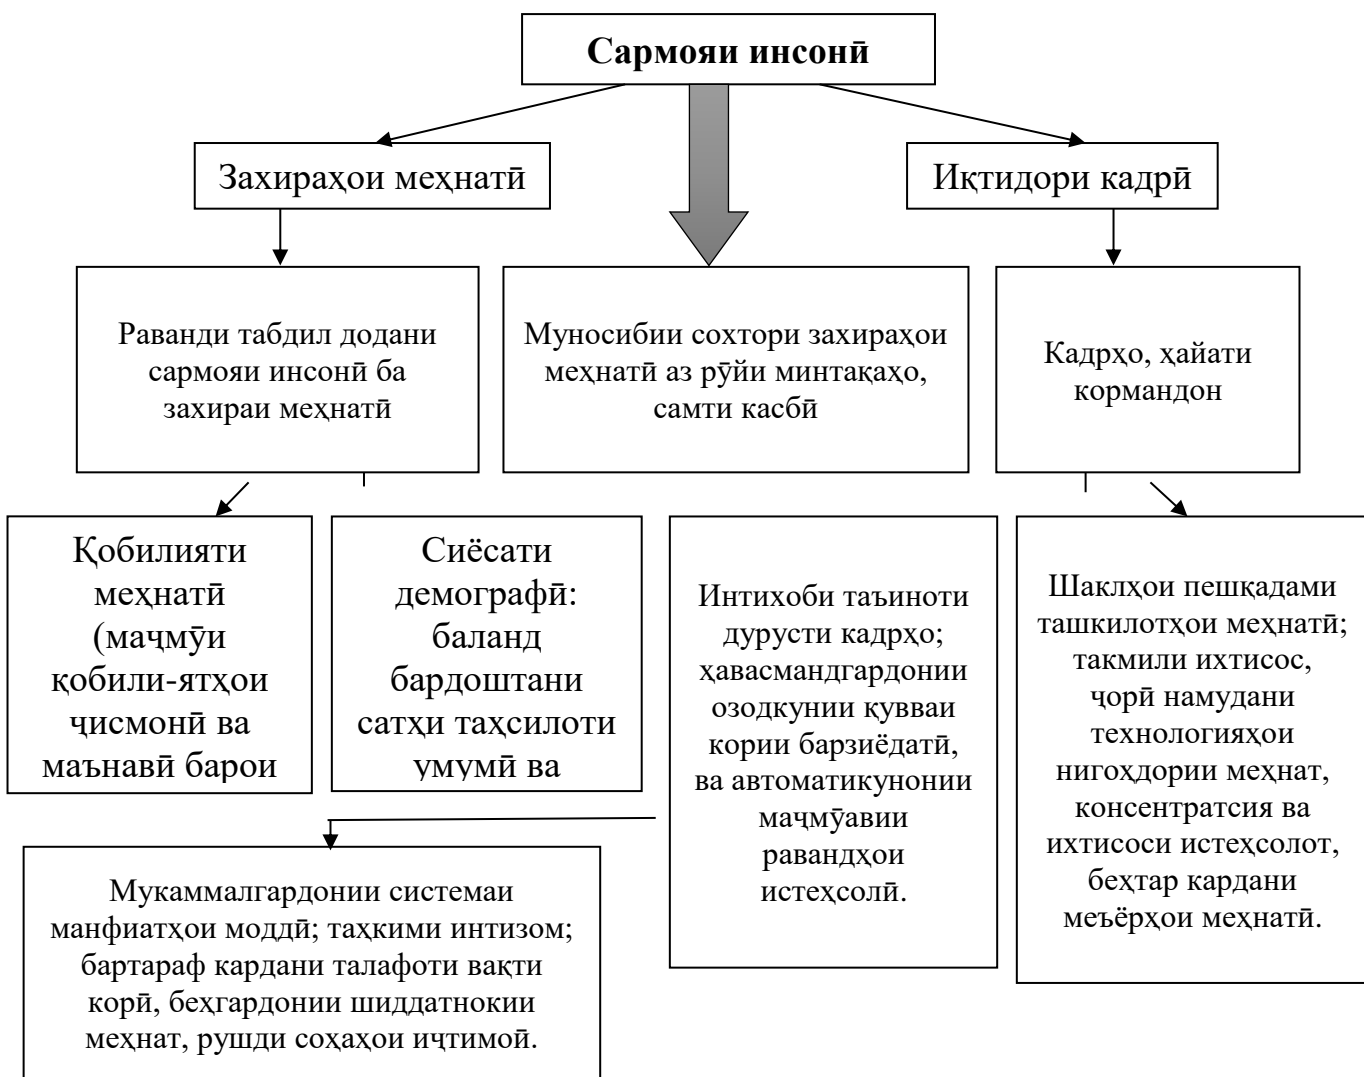 Сармояи инсонӣ
Захираҳои меҳнатӣ
Иқтидори кадрӣ
Раванди табдил додани
сармояи инсонӣ ба
захираи меҳнатӣ
Муносибии сохтори захираҳои
меҳнатӣ аз рӯйи минтақаҳо,
самти касбӣ
Кадрҳо, ҳайати
кормандон
Қобилияти
меҳнатӣ
(маҷмӯи
қобили-ятҳои
ҷисмонӣ ва
маънавӣ барои
Сиёсати
демографӣ:
баланд
бардоштани
сатҳи таҳсилоти
умумӣ ва
Интихоби таъиноти
дурусти кадрҳо;
ҳавасмандгардонии
озодкунии қувваи
кории барзиёдатӣ,
ва автоматикунонии
маҷмӯавии
равандҳои
истеҳсолӣ.
Шаклҳои пешқадами
ташкилотҳои меҳнатӣ;
такмили ихтисос,
ҷорӣ намудани
технологияҳои
нигоҳдории меҳнат,
консентратсия ва
ихтисоси истеҳсолот,
беҳтар кардани
меъёрҳои меҳнатӣ.
Мукаммалгардонии системаи
манфиатҳои моддӣ; таҳкими интизом;
бартараф кардани талафоти вақти
корӣ, беҳгардонии шиддатнокии
меҳнат, рушди соҳаҳои иҷтимоӣ.